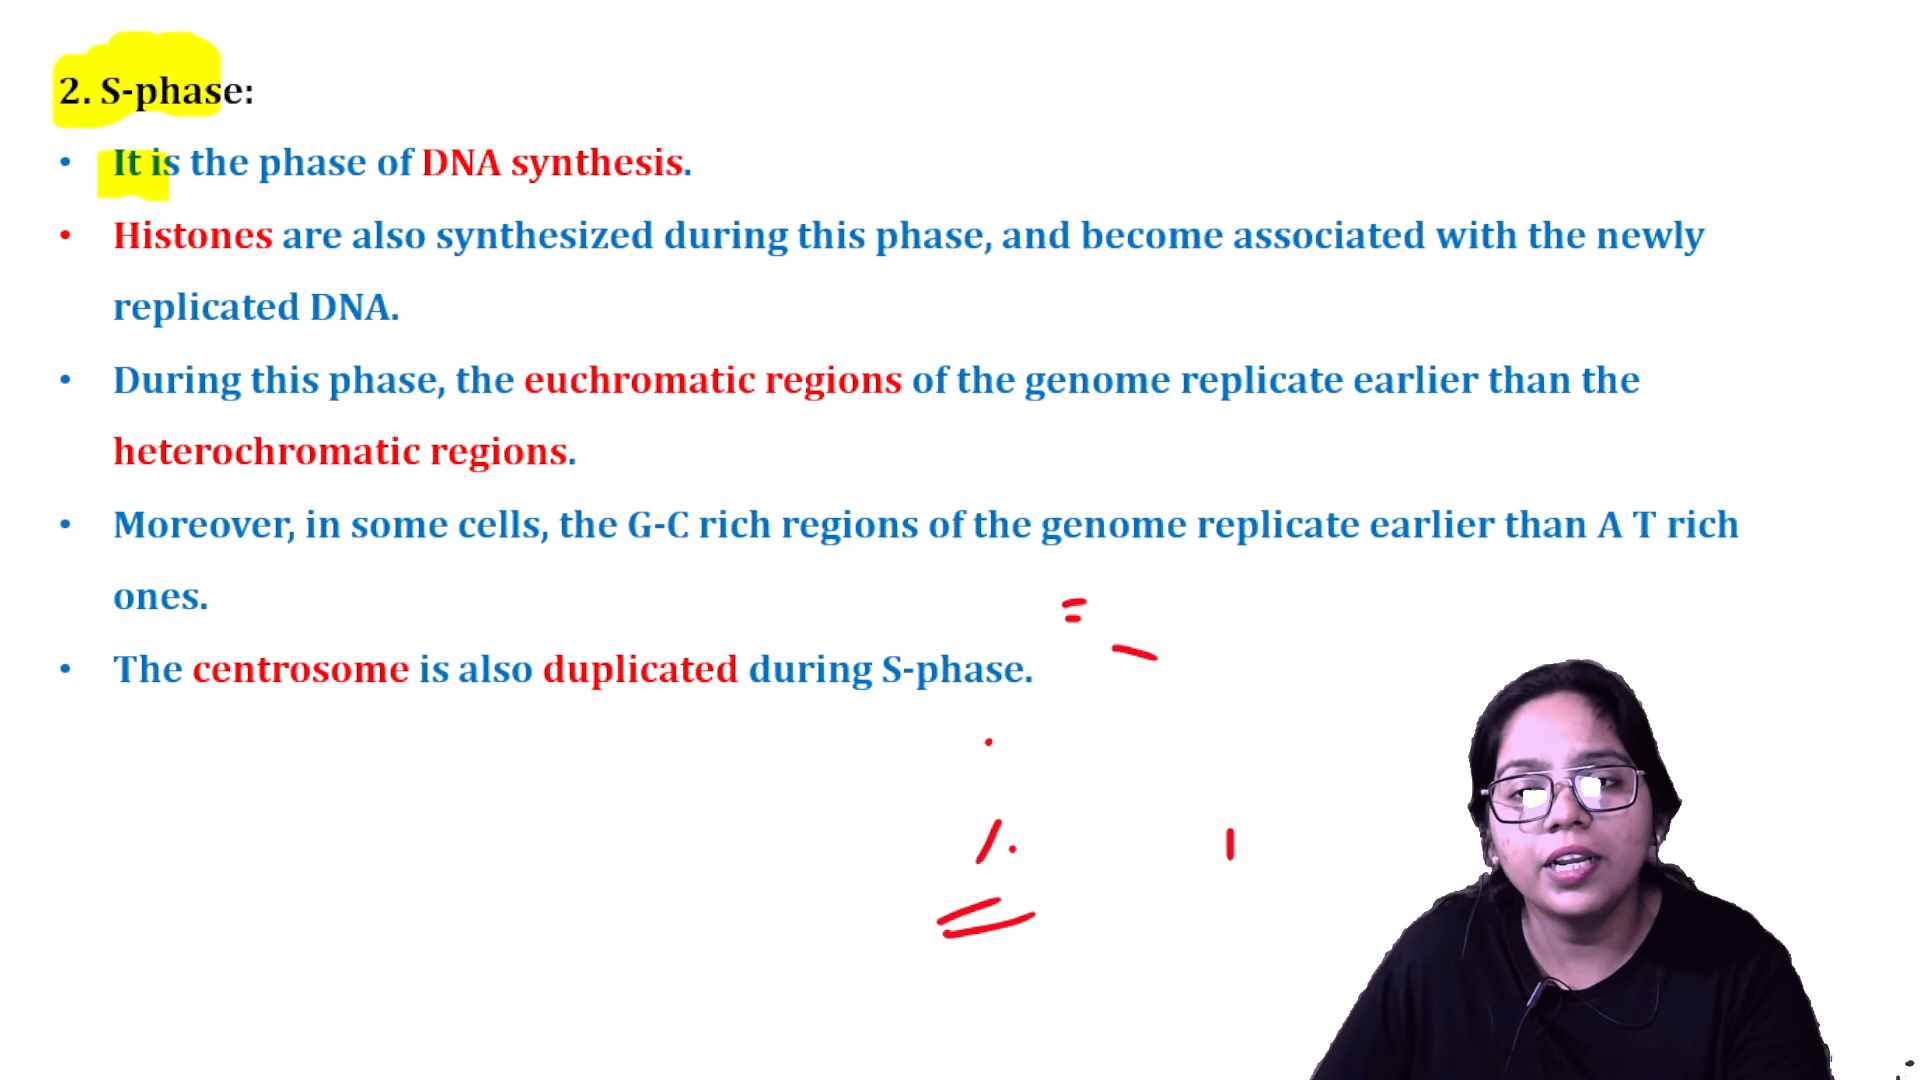 2. S-phase:
• It is the phase of DNA synthesis.
• Histones are also synthesized during this phase, and become associated with the newly
replicated DNA.
• During this phase, the euchromatic regions of the genome replicate earlier than the
heterochromatic regions.
• Moreover, in some cells, the G-C rich regions of the genome replicate earlier than A T rich
ones.
• The centrosome is also duplicated during S-phase.